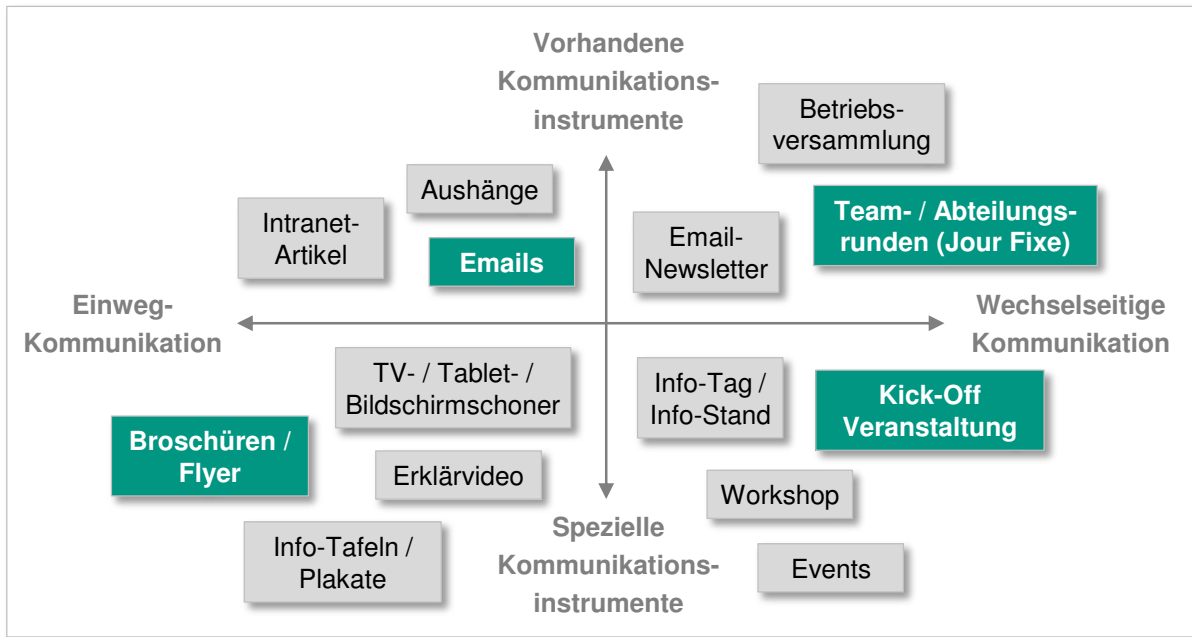 Vorhandene
Kommunikations-
instrumente
Betriebs-
versammlung
Aushänge
Intranet-
Artikel
Emails
Email-
Newsletter
Team- / Abteilungs-
runden (Jour Fixe)
Einweg-
Kommunikation
Wechselseitige
Kommunikation
TV- / Tablet- /
Bildschirmschoner
Info-Tag /
Info-Stand
Kick-Off
Veranstaltung
Broschüren /
Flyer
Erklärvideo
Workshop
Info-Tafeln /
Plakate
Spezielle
Kommunikations-
instrumente
Events